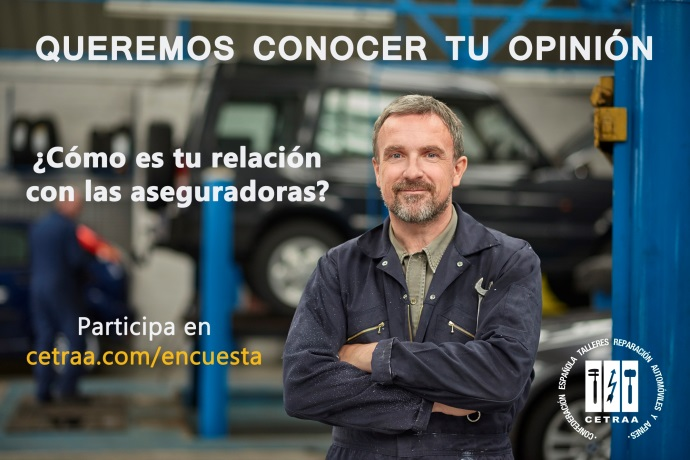 QUEREMOS CONOCER TU OPINIÓN
¿Cómo es tu relación
con las aseguradoras?
Participa en
cetraa.com/encuesta
CONFEDERACIÓN ESPAÑOLA TALLERES REPARACIÓN AUTOMÓVILES Y AFINES
CETRAA